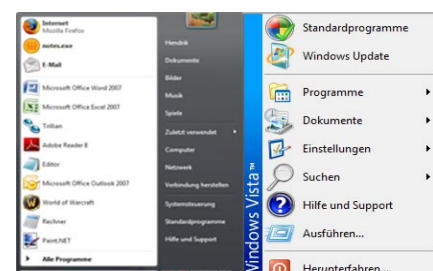 Internet
Mozilla Firefox
notes.exe
E-Mail
Microsoft Office Word 2007
Microsoft Office Excel 2007
Trillian
Adobe Reader 8
Editor
Microsoft Office Outlook 2007
World of Warcraft
Rechner
Paint.NET
Alle Programme
Hendrik
Dokumente
Bilder
Musik
Spiele
Zuletzt verwendet
Computer
Netzwerk
Verbindung herstellen
Systemsteuerung
Standardprogramme
Hilfe und Support
Windows Vista™
Standardprogramme
Windows Update
Programme
Dokumente
Einstellungen
Suchen
Hilfe und Support
Ausführen...
Herunterfahren...